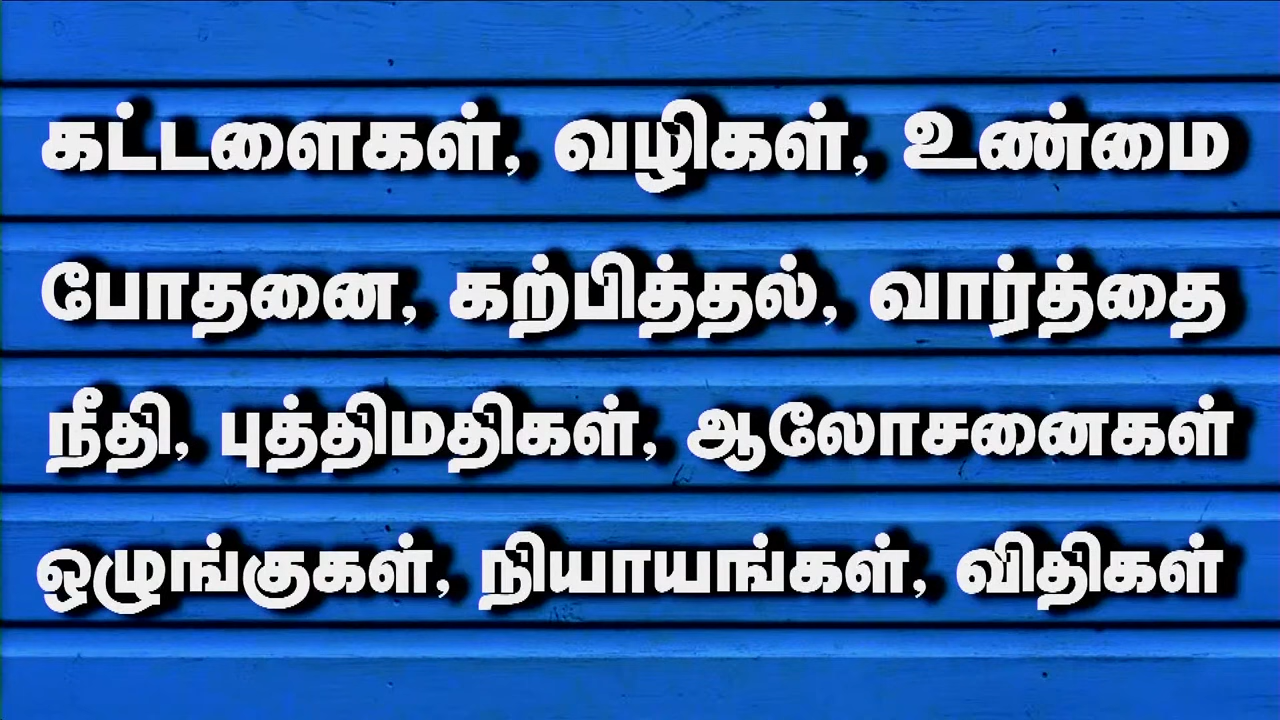 கட்டளைகள், வழிகள், உண்மை
போதனை, கற்பித்தல், வார்த்தை
நீதி, புத்திமதிகள், ஆலோசனைகள்
ஒழுங்குகள், நியாயங்கள், விதிகள்